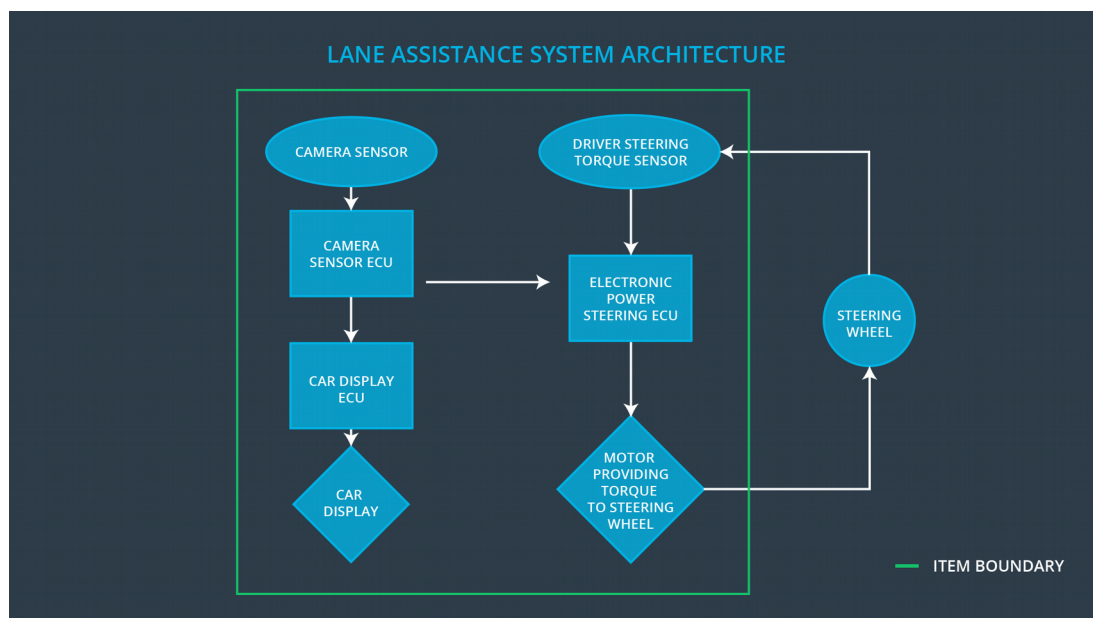 LANE ASSISTANCE SYSTEM ARCHITECTURE
CAMERA SENSOR
DRIVER STEERING
TORQUE SENSOR
CAMERA
SENSOR ECU
ELECTRONIC
POWER
STEERING ECU
STEERING
WHEEL
CAR DISPLAY
ECU
CAR
DISPLAY
MOTOR
PROVIDING
TORQUE
TO STEERING
WHEEL
ITEM BOUNDARY